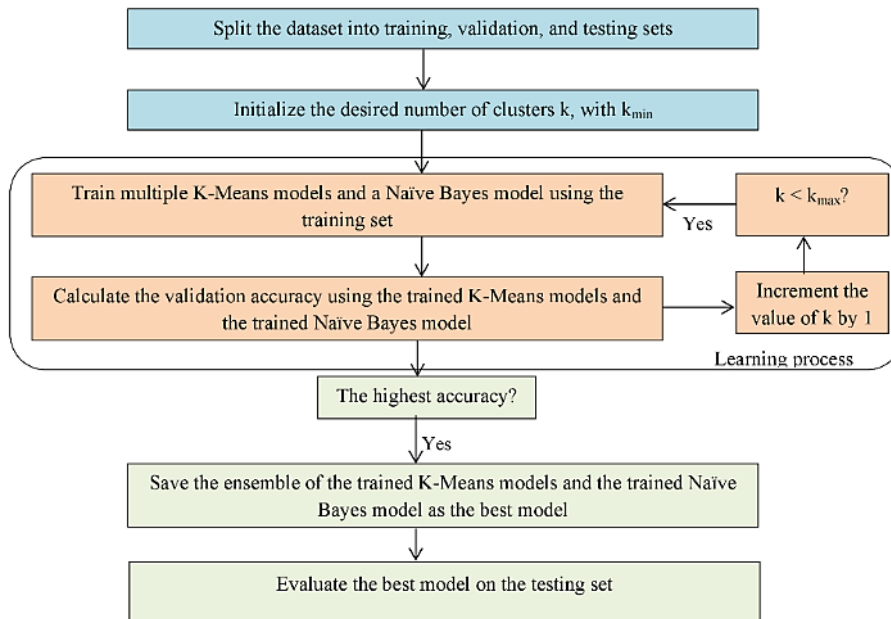 Split the dataset into training, validation, and testing sets
Initialize the desired number of clusters k, with kmin
Train multiple K-Means models and a Naïve Bayes model using the
training set
k < kmax?
Yes
Calculate the validation accuracy using the trained K-Means models and
the trained Naïve Bayes model
Increment the
value of k by 1
Learning process
The highest accuracy?
Yes
Save the ensemble of the trained K-Means models and the trained Naïve
Bayes model as the best model
Evaluate the best model on the testing set